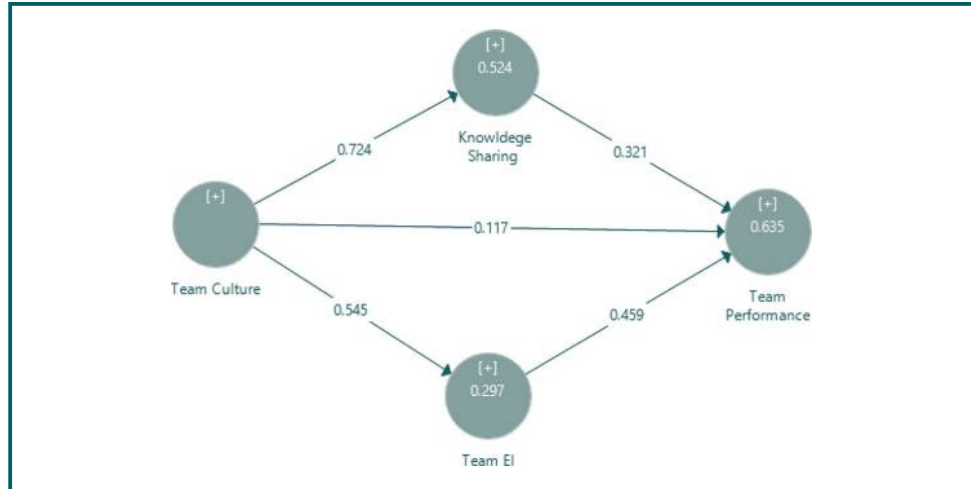 [+]
0.524
Knowldege
Sharing
0.724
0.321
[+]
[+]
0.635
0.117
Team Culture
Team
Performance
0.545
0.459
[+]
0.297
Team EI